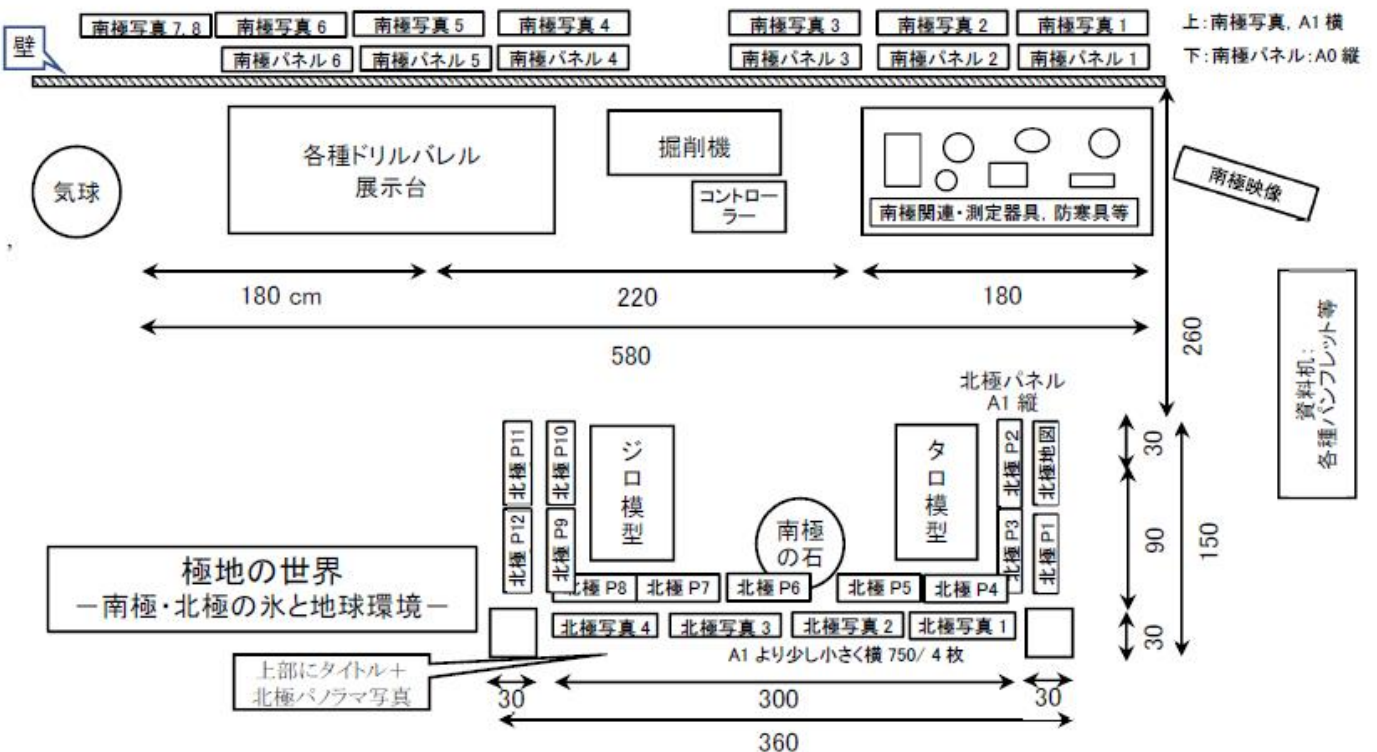 南極写真 7, 8
南極写真 6
南極写真 5
南極写真 4
南極写真 3
南極写真 2
南極写真 1
上：南極写真, A1 横
壁
南極パネル 6
南極パネル 5
南極パネル 4
南極パネル 3
南極パネル 2
南極パネル 1
下：南極パネル：A0 縦
気球
各種ドリルバレル
展示台
掘削機
コントロー
ラー
南極関連・測定器具, 防寒具等
南極映像
,
180 cm
220
180
580
260
資料机：
各種パンフレット等
北極パネル
A1 縦
北極 P11
北極 P10
ジロ模型
タロ模型
北極 P2
北極地図
30
北極 P12
北極 P9
南極
の石
北極 P3
北極 P1
90
150
極地の世界
－南極・北極の氷と地球環境－
北極 P8
北極 P7
北極 P6
北極 P5
北極 P4
北極写真 4
北極写真 3
北極写真 2
北極写真 1
30
A1 より少し小さく横 750/ 4 枚
上部にタイトル＋
北極パノラマ写真
30
300
30
360